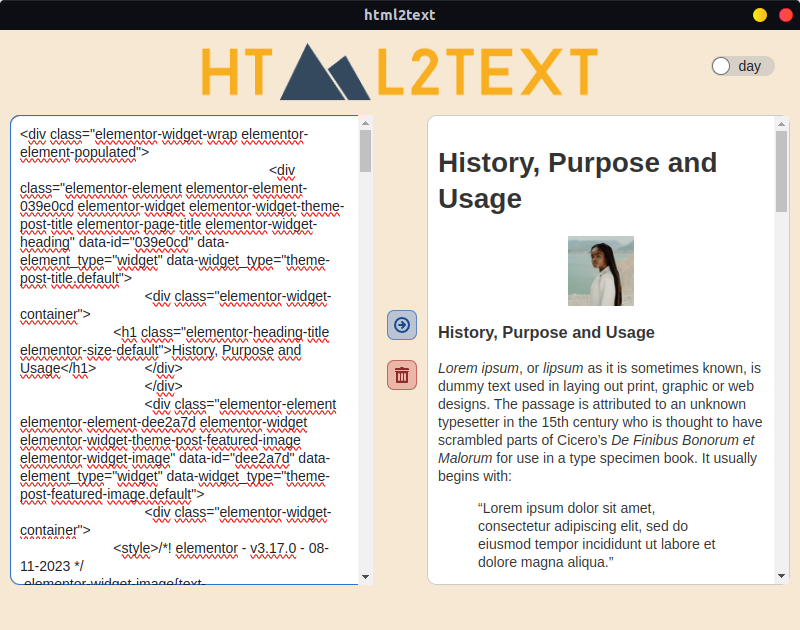 html2text
HT L2TEXT
day
<div class="elementor-widget-wrap elementor-
element-populated">
<div
class="elementor-element elementor-element-
039e0cd elementor-widget elementor-widget-theme-
post-title elementor-page-title elementor-widget-
heading" data-id="039e0cd" data-
element_type="widget" data-widget_type="theme-
post-title.default">
<div class="elementor-widget-
container">
<h1 class="elementor-heading-title
elementor-size-default">History, Purpose and
Usage</h1> </div>
</div>
<div class="elementor-element
elementor-element-dee2a7d elementor-widget
elementor-widget-theme-post-featured-image
elementor-widget-image" data-id="dee2a7d" data-
element_type="widget" data-widget_type="theme-
post-featured-image.default">
<div class="elementor-widget-
container">
<style>/*! elementor - v3.17.0 - 08-
11-2023 */
.elementor-widget-image{text-
History, Purpose and
Usage
History, Purpose and Usage
Lorem ipsum, or lipsum as it is sometimes known, is
dummy text used in laying out print, graphic or web
designs. The passage is attributed to an unknown
typesetter in the 15th century who is thought to have
scrambled parts of Cicero’s De Finibus Bonorum et
Malorum for use in a type specimen book. It usually
begins with:
“Lorem ipsum dolor sit amet,
consectetur adipiscing elit, sed do
eiusmod tempor incididunt ut labore et
dolore magna aliqua.”